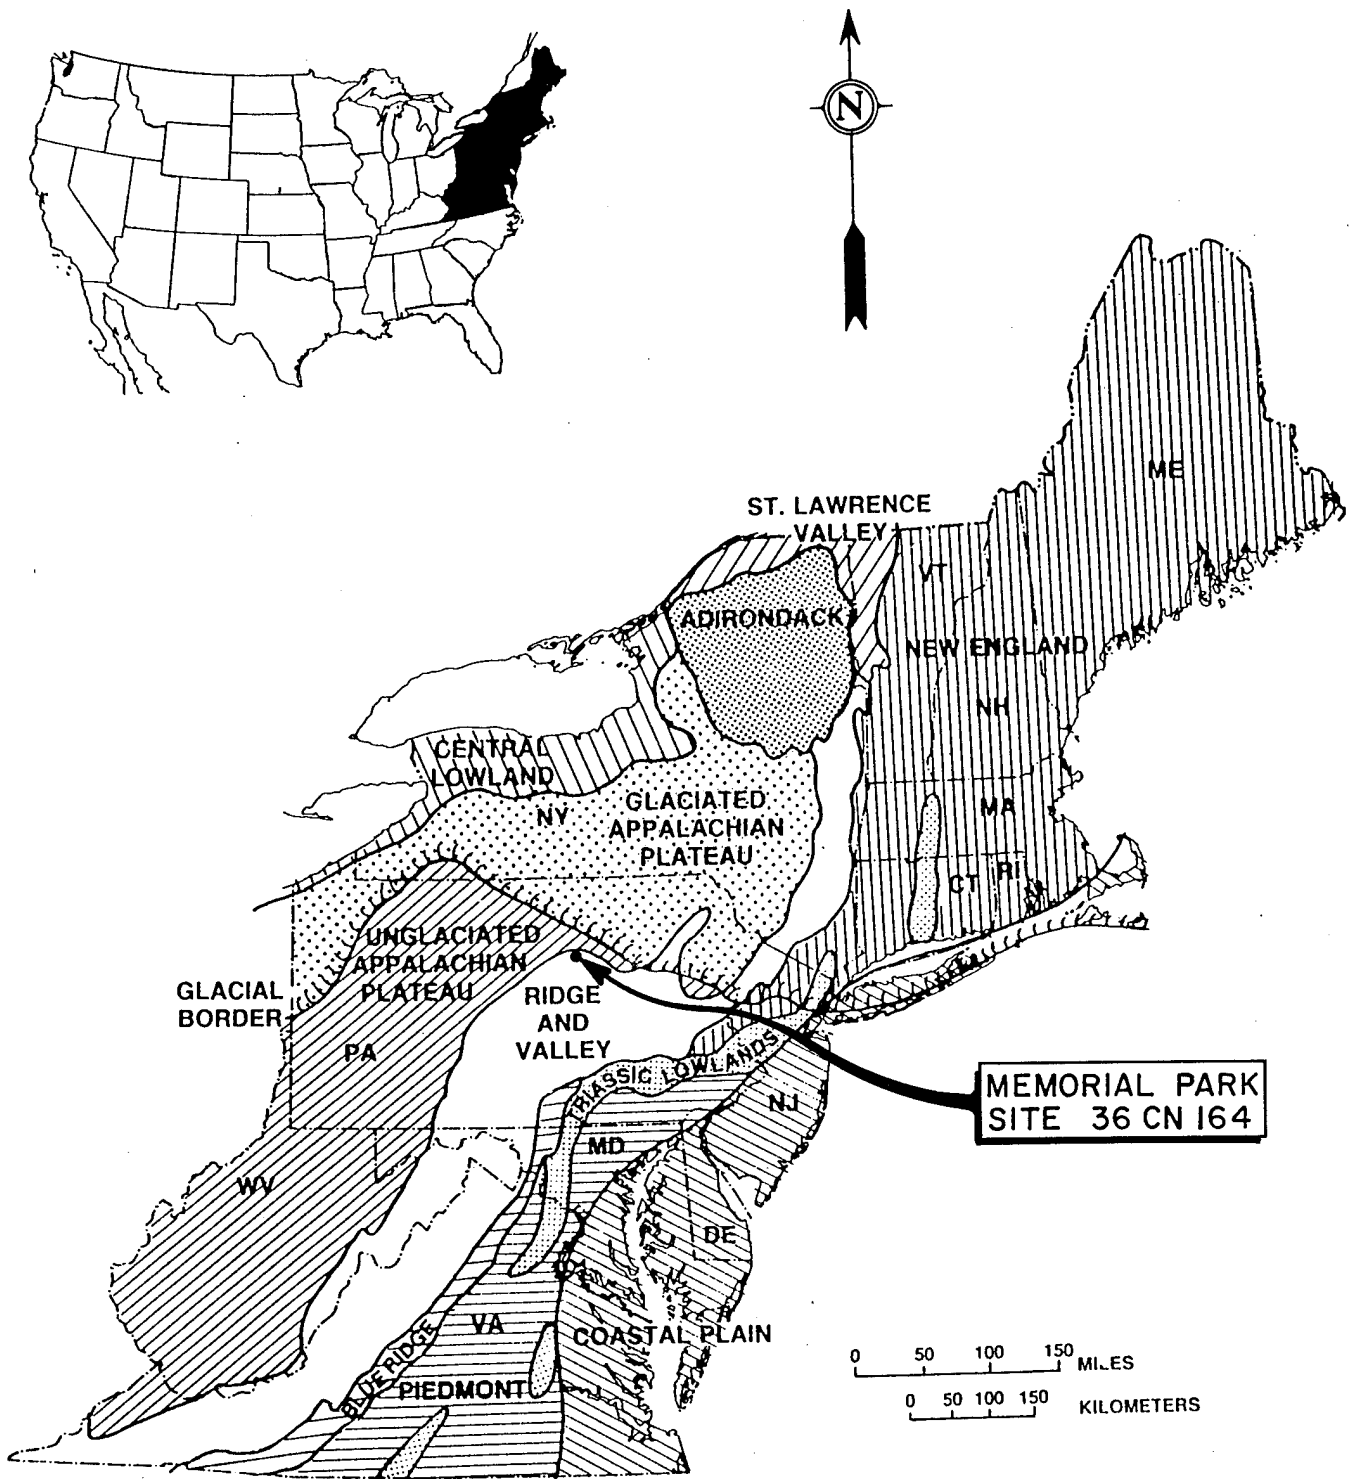 N
ME
ST. LAWRENCE
VALLEY
VT
ADIRONDACK
NEW ENGLAND
NH
CENTRAL
LOWLAND
NY
GLACIATED
APPALACHIAN
PLATEAU
MA
CT RI
UNGLACIATED
APPALACHIAN
PLATEAU
GLACIAL
BORDER
RIDGE
AND
VALLEY
PA
TRIASSIC LOWLANDS
MEMORIAL PARK
SITE 36 CN 164
NJ
MD
WV
DE
VA
COASTAL PLAIN
BLUE RIDGE
PIEDMONT
0 50 100 150 MILES
0 50 100 150 KILOMETERS